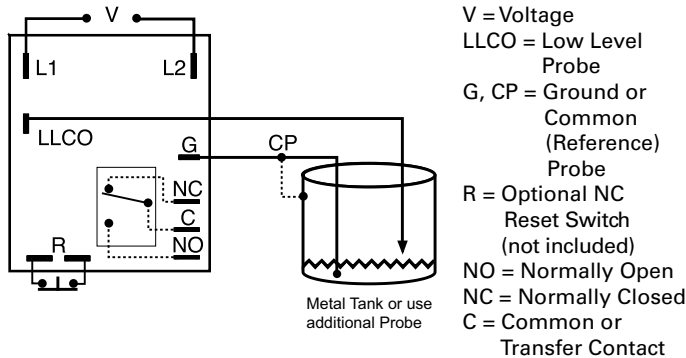 V
L1
L2
LLCO
G
CP
NC
C
NO
R
Metal Tank or use
additional Probe
V = Voltage
LLCO = Low Level
Probe
G, CP = Ground or
Common
(Reference)
Probe
R = Optional NC
Reset Switch
(not included)
NO = Normally Open
NC = Normally Closed
C = Common or
Transfer Contact